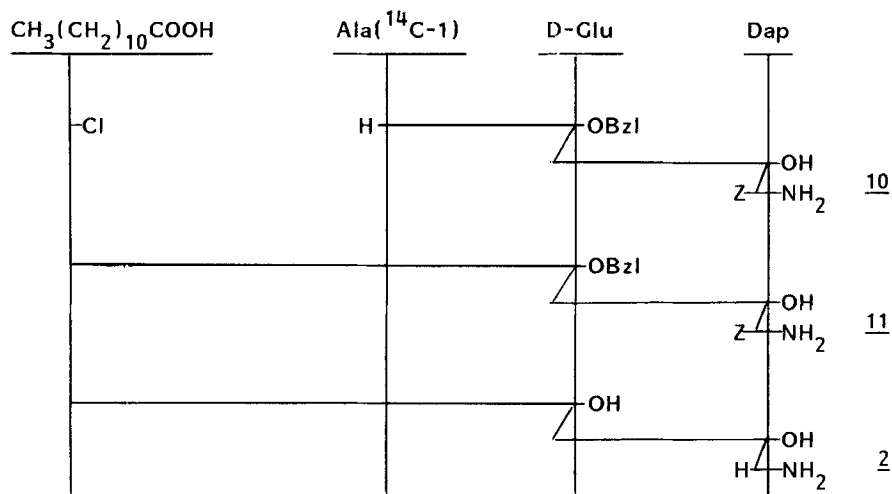 CH₃(CH₂)₁₀COOH Ala(¹⁴C-1) D-Glu Dap
Cl H OBzl
OH
Z NH₂ 10
OBzl
OH
Z NH₂ 11
OH
OH
H NH₂ 2